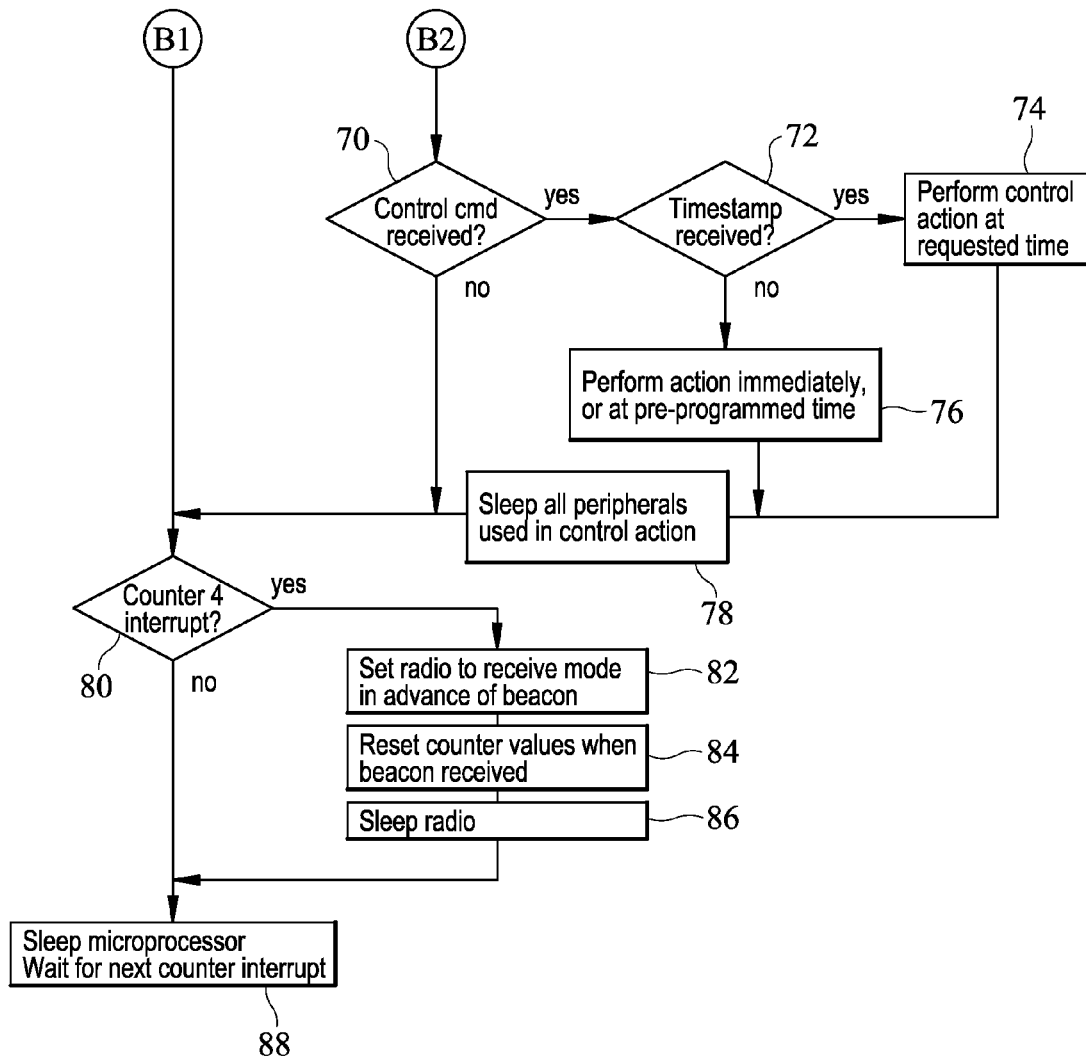 B1
B2
70
72
74
Control cmd
received?
yes
no
Timestamp
received?
yes
no
Perform control
action at
requested time
Perform action immediately,
or at pre-programmed time
76
Sleep all peripherals
used in control action
78
Counter 4
interrupt?
yes
no
80
Set radio to receive mode
in advance of beacon
82
Reset counter values when
beacon received
84
Sleep radio
86
Sleep microprocessor
Wait for next counter interrupt
88